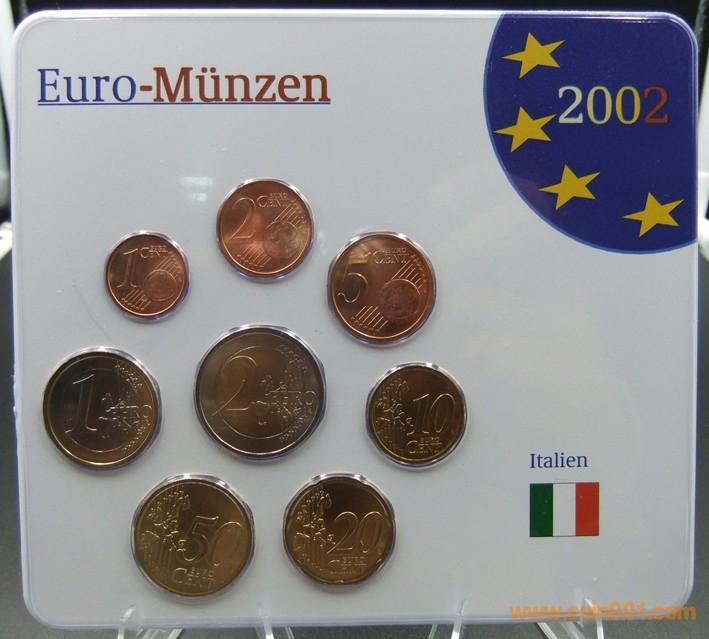 Euro-Münzen
2002
2 EURO CENT
1 EURO CENT
5 EURO CENT
1 EURO
2 EURO
10 EURO CENT
50 EURO CENT
20 EURO CENT
Italien
www.coin001.com